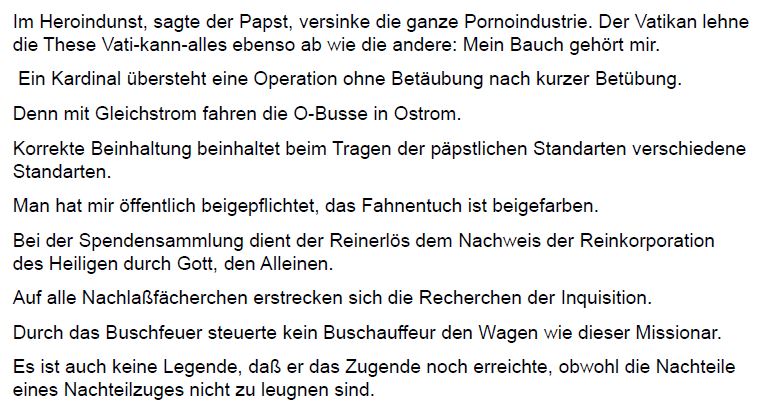 Im Heroindunst, sagte der Papst, versinke die ganze Pornoindustrie. Der Vatikan lehne
die These Vati-kann-alles ebenso ab wie die andere: Mein Bauch gehört mir.
Ein Kardinal übersteht eine Operation ohne Betäubung nach kurzer Betübung.
Denn mit Gleichstrom fahren die O-Busse in Ostrom.
Korrekte Beinhaltung beinhaltet beim Tragen der päpstlichen Standarten verschiedene
Standarten.
Man hat mir öffentlich beigepflichtet, das Fahnentuch ist beigefarben.
Bei der Spendensammlung dient der Reinerlös dem Nachweis der Reinkorporation
des Heiligen durch Gott, den Alleinen.
Auf alle Nachlaßfächerchen erstrecken sich die Recherchen der Inquisition.
Durch das Buschfeuer steuerte kein Buschauffeur den Wagen wie dieser Missionar.
Es ist auch keine Legende, daß er das Zugende noch erreichte, obwohl die Nachteile
eines Nachteilzuges nicht zu leugnen sind.